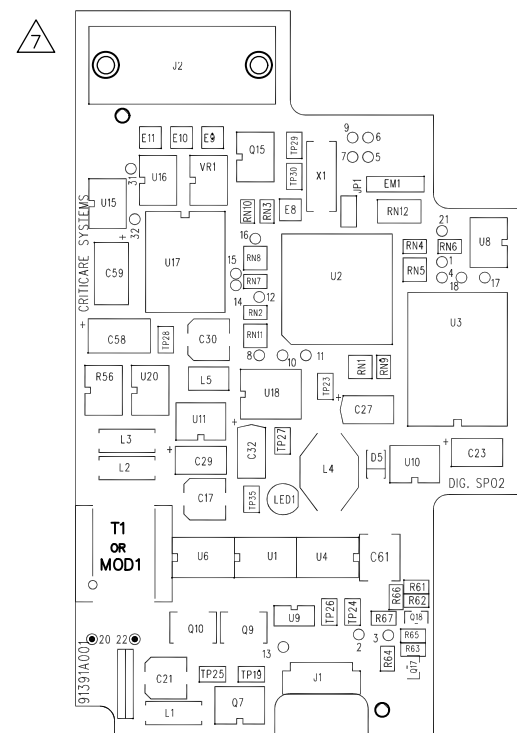 7
J2
E11 E10 E9
Q15
TP29
9 6
7 5
31
U16
VR1
TP30
X1
JP1
EM1
CRITICARE SYSTEMS
U15
RN10
RN3
E8
RN12
32
21
C59
U17
16
RN8
U2
RN4
RN6
U8
15
RN7
RN5
1
4
14
12
18
17
RN2
U3
C58
TP28
C30
RN11
8
10
11
RN1
RN9
R56
U20
L5
U18
TP23
U11
C27
L3
C32
TP27
L2
C29
L4
D5
U10
C23
C17
TP35
LED1
DIG. SPO2
T1
OR
MOD1
U6
U1
U4
C61
R66
R61
R62
Q10
Q9
U9
TP26
TP24
R67
Q18
20 22
13
2
3
R65
R63
91391A001
C21
TP25
TP19
J1
R64
Q17
L1
Q7